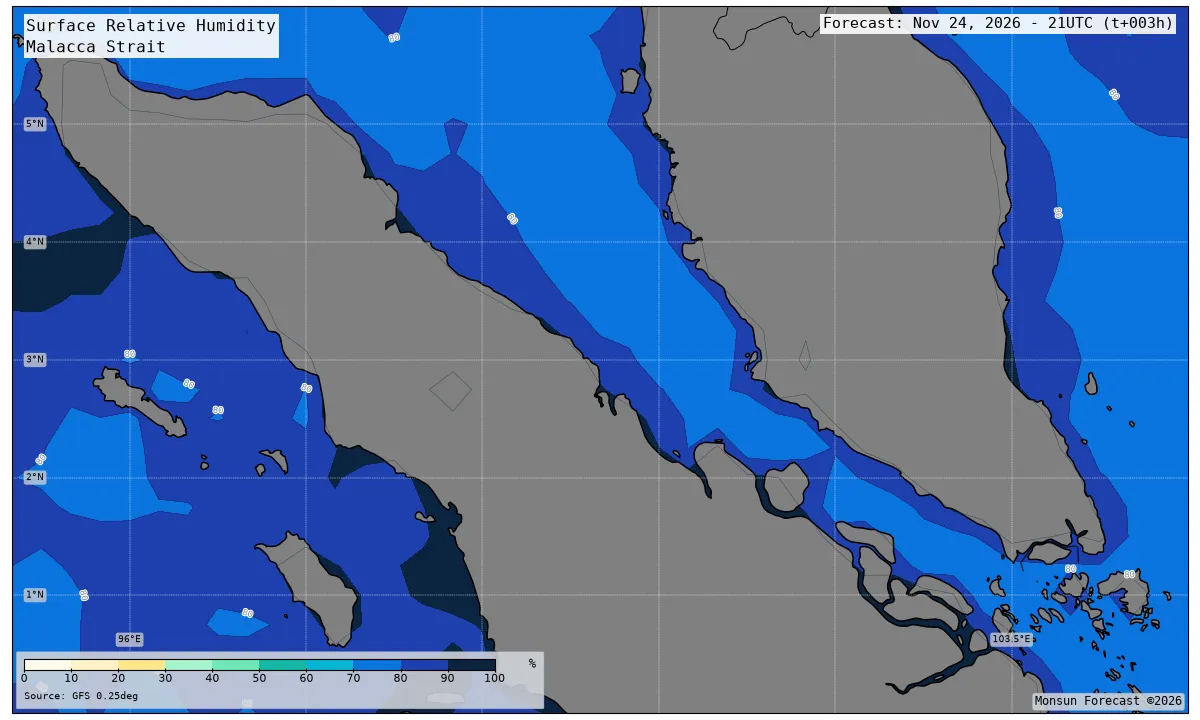 Surface Relative Humidity
Malacca Strait
Forecast: Nov 24, 2026 - 21UTC (t+003h)
80
80
5°N
80
80
4°N
80
3°N
80
80
80
80
2°N
80
80
1°N
80
80
96°E
103.5°E
%
0 10 20 30 40 50 60 70 80 90 100
Source: GFS 0.25deg
Monsun Forecast ©2026